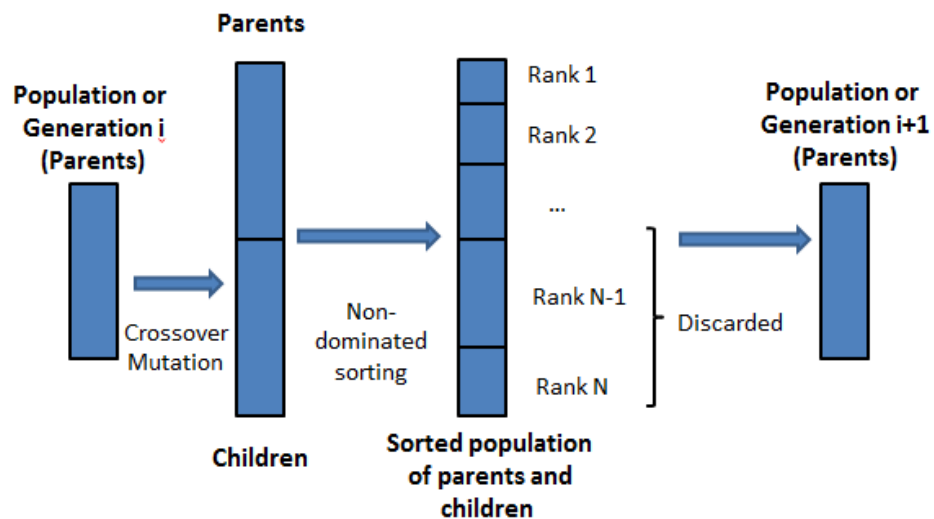 Parents
Population or
Generation i
(Parents)
Crossover
Mutation
Children
Non-
dominated
sorting
Rank 1
Rank 2
...
Rank N-1
Rank N
Sorted population
of parents and
children
Discarded
Population or
Generation i+1
(Parents)